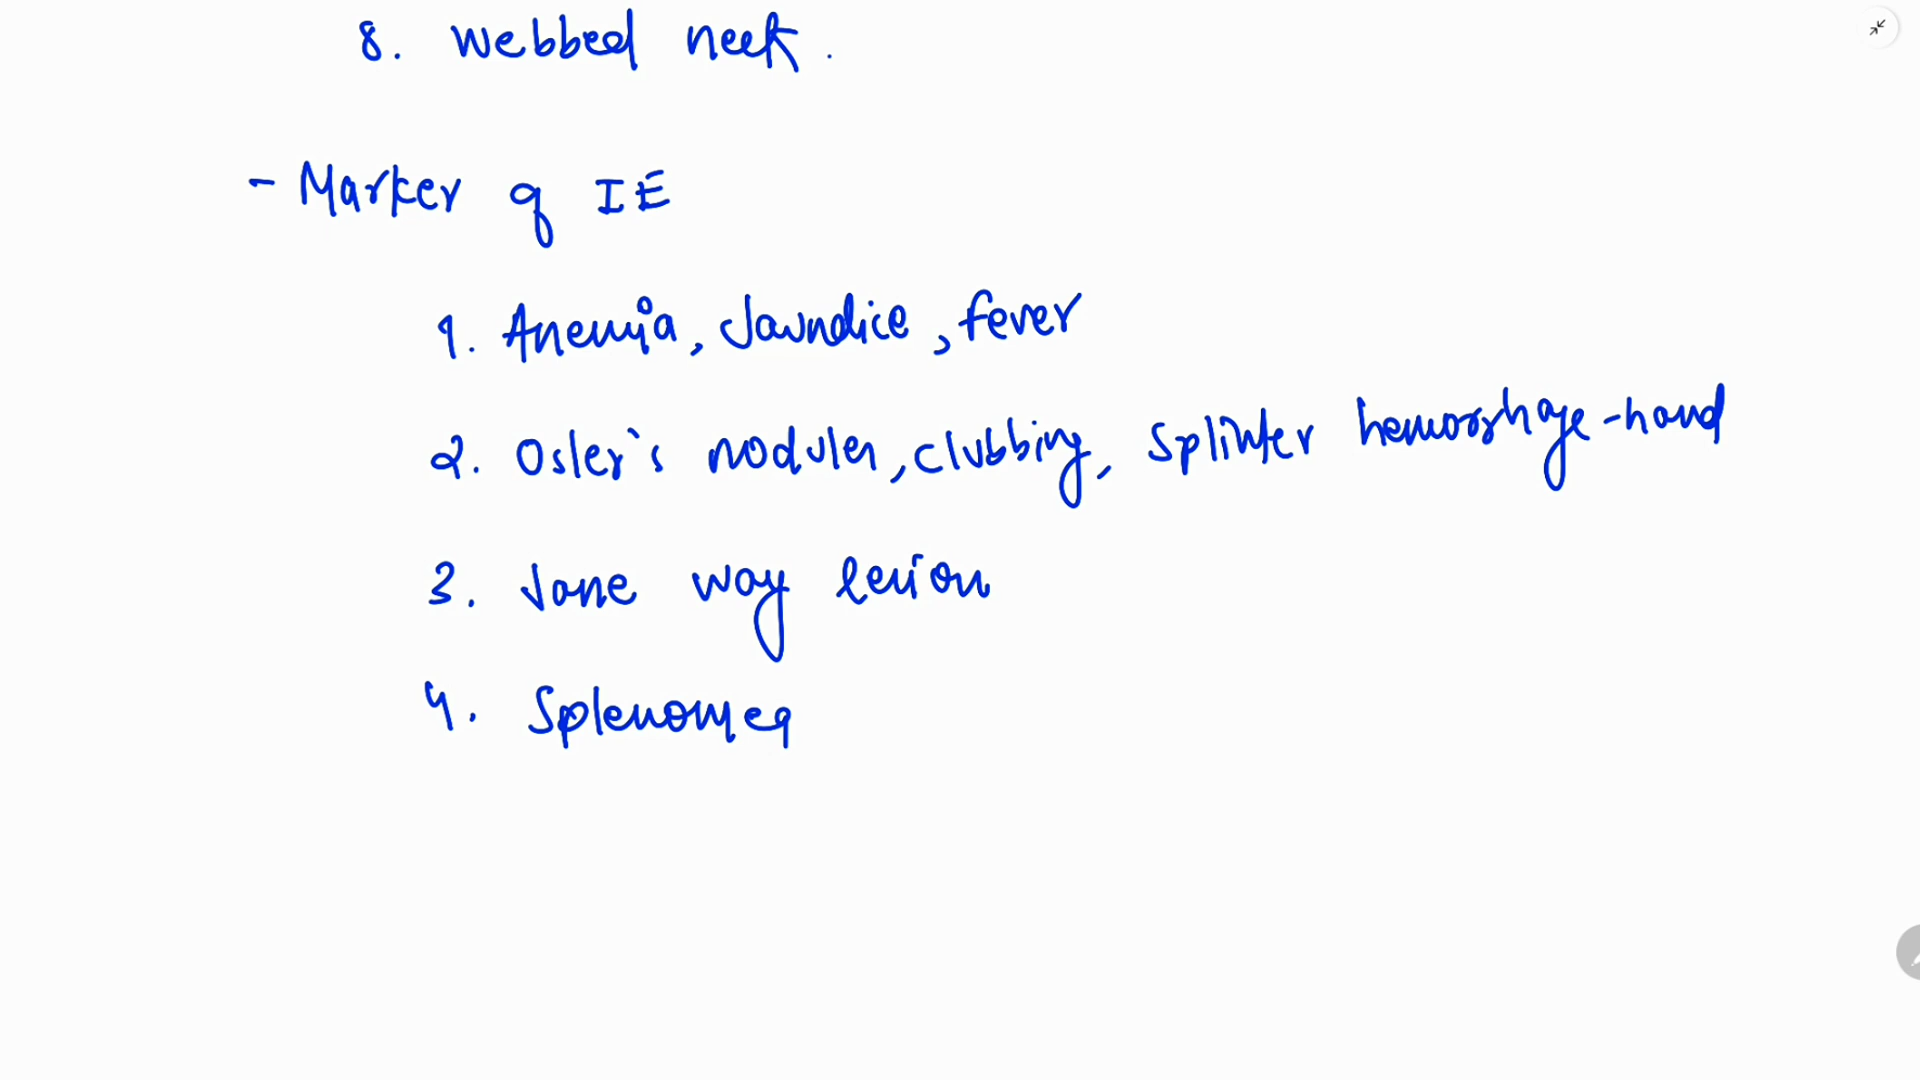 8. Webbed neck.
- Marker of IE
1. Anemia, Jaundice, fever
2. Osler's nodules, clubbing, Splinter hemorrhage-hand
3. Jane way lesion
4. Splenomeg